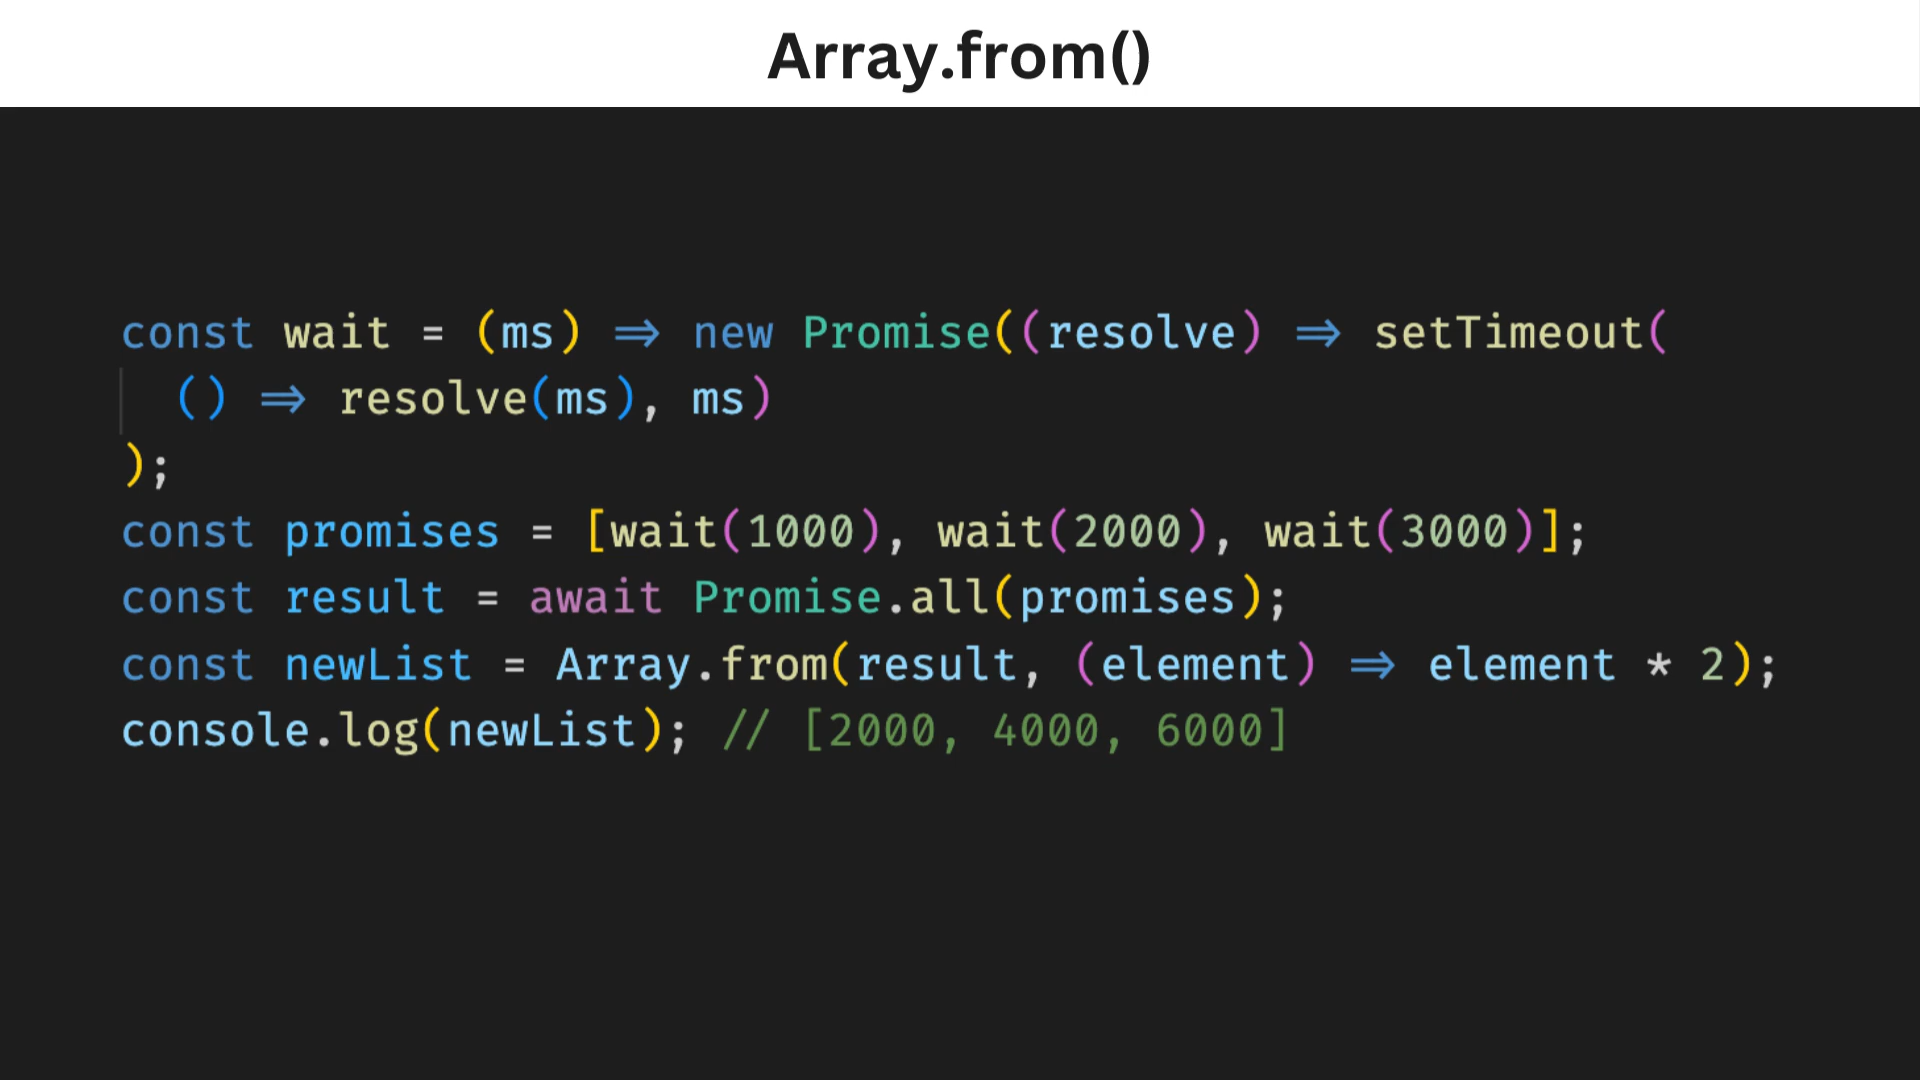 Array.from()
const wait = (ms) => new Promise((resolve) => setTimeout(
  () => resolve(ms), ms)
);
const promises = [wait(1000), wait(2000), wait(3000)];
const result = await Promise.all(promises);
const newList = Array.from(result, (element) => element * 2);
console.log(newList); // [2000, 4000, 6000]